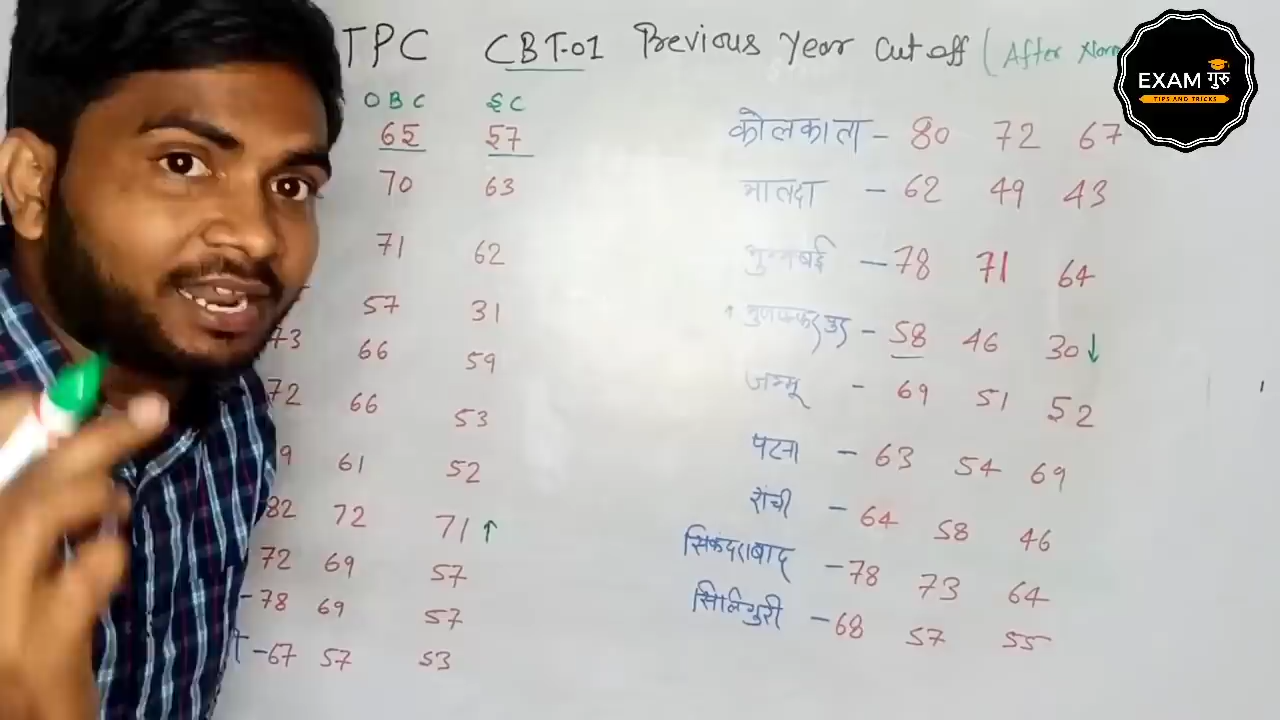 TPC CBT-01 Previous Year Cut off (After Nor
EXAM गुरु
TIPS AND TRICKS
OBC SC
65 57
70 63
71 62
57 31
73 66 59
72 66 53
9 61 52
82 72 71 ↑
72 69 57
-78 69 57
-67 57 53
कोलकाता - 80 72 67
मालदा - 62 49 43
मुम्बई - 78 71 64
- 58 46 30 ↓
जम्मू - 69 51 52
पटना - 63 54 69
रांची - 64 58 46
सिकंदराबाद - 78 73 64
सिलिगुरी - 68 57 55